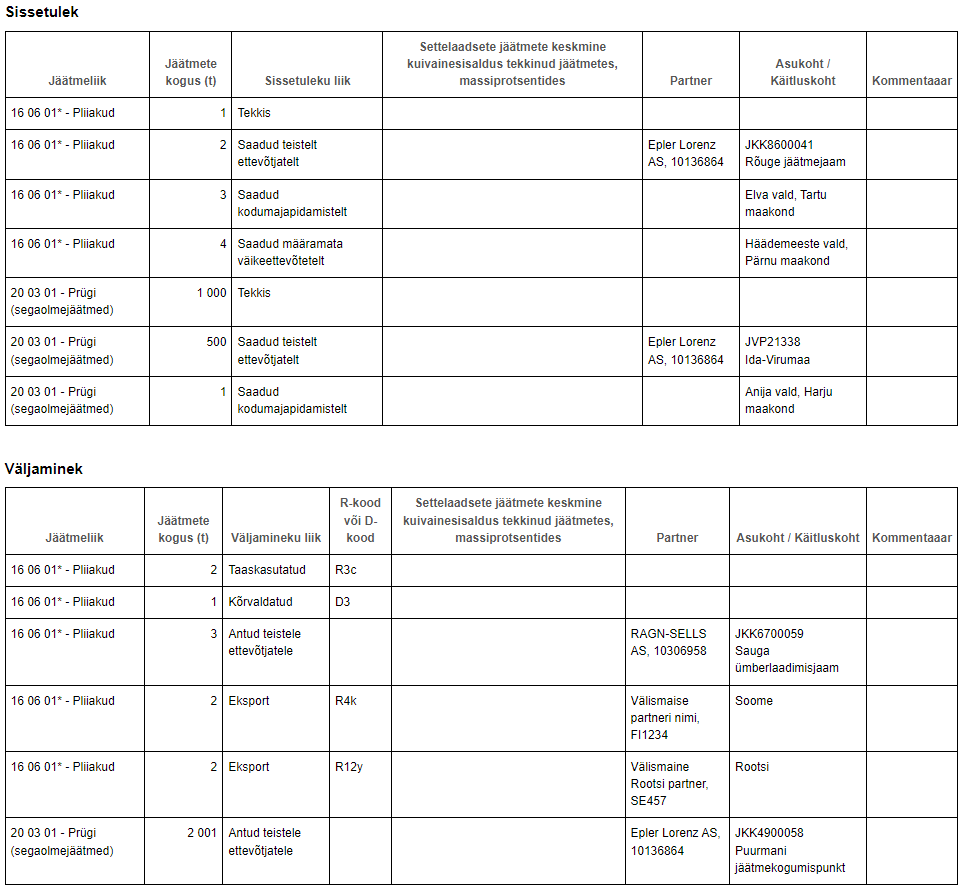 Sissetulek
Jäätmeliik
Jäätmete
kogus (t)
Sissetuleku liik
Settelaadsete jäätmete keskmine
kuivainesisaldus tekkinud jäätmetes,
massiprotsentides
Partner
Asukoht /
Käitluskoht
Kommentaaar
16 06 01* - Pliiakud
1
Tekkis
16 06 01* - Pliiakud
2
Saadud teistelt
ettevõtjatelt
Epler Lorenz
AS, 10136864
JKK8600041
Rõuge jäätmejaam
16 06 01* - Pliiakud
3
Saadud
kodumajapidamistelt
Elva vald, Tartu
maakond
16 06 01* - Pliiakud
4
Saadud määramata
väikeettevõtetelt
Häädemeeste vald,
Pärnu maakond
20 03 01 - Prügi
(segaolmejäätmed)
1 000
Tekkis
20 03 01 - Prügi
(segaolmejäätmed)
500
Saadud teistelt
ettevõtjatelt
Epler Lorenz
AS, 10136864
JVP21338
Ida-Virumaa
20 03 01 - Prügi
(segaolmejäätmed)
1
Saadud
kodumajapidamistelt
Anija vald, Harju
maakond
Väljaminek
Jäätmeliik
Jäätmete
kogus (t)
Väljamineku liik
R-kood
või D-
kood
Settelaadsete jäätmete keskmine
kuivainesisaldus tekkinud jäätmetes,
massiprotsentides
Partner
Asukoht / Käitluskoht
Kommentaaar
16 06 01* - Pliiakud
2
Taaskasutatud
R3c
16 06 01* - Pliiakud
1
Kõrvaldatud
D3
16 06 01* - Pliiakud
3
Antud teistele
ettevõtjatele
RAGN-SELLS
AS, 10306958
JKK6700059
Sauga
ümberlaadimisjaam
16 06 01* - Pliiakud
2
Eksport
R4k
Välismaise
partneri nimi,
FI1234
Soome
16 06 01* - Pliiakud
2
Eksport
R12y
Välismaine
Rootsi partner,
SE457
Rootsi
20 03 01 - Prügi
(segaolmejäätmed)
2 001
Antud teistele
ettevõtjatele
Epler Lorenz AS,
10136864
JKK4900058
Puurmani
jäätmekogumispunkt